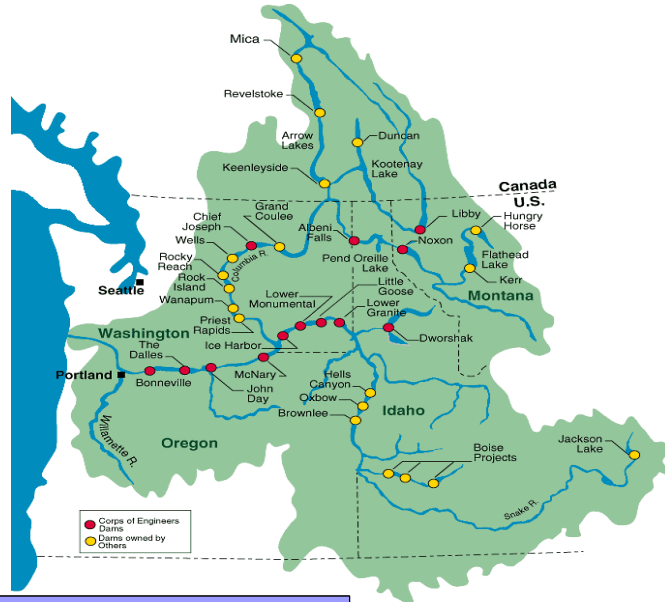 Mica
Revelstoke
Arrow
Lakes
Duncan
Keenleyside
Kootenay
Lake
Canada
U.S.
Grand
Coulee
Chief
Joseph
Albeni
Falls
Libby
Hungry
Horse
Wells
Noxon
Columbia R.
Pend Oreille
Lake
Flathead
Lake
Rocky
Reach
Kerr
Seattle
Rock
Island
Little
Goose
Montana
Wanapum
Lower
Monumental
Lower
Granite
Priest
Rapids
Washington
Ice Harbor
Dworshak
The
Dalles
Portland
McNary
Hells
Canyon
Bonneville
John
Day
Oxbow
Idaho
Brownlee
Willamette R.
Oregon
Boise
Projects
Jackson
Lake
Snake R.
Corps of Engineers
Dams
Dams owned by
Others